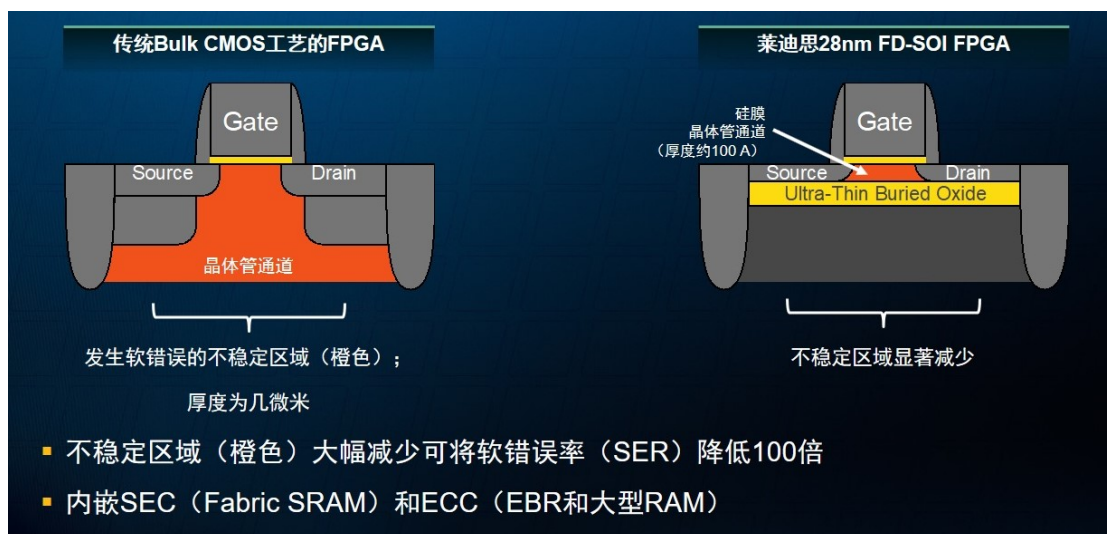 传统Bulk CMOS工艺的FPGA
Gate
Source
Drain
晶体管通道
发生软错误的不稳定区域（橙色）；
厚度为几微米
莱迪思28nm FD-SOI FPGA
硅膜
晶体管通道
（厚度约100 A）
Gate
Source
Drain
Ultra-Thin Buried Oxide
不稳定区域显著减少
▪ 不稳定区域（橙色）大幅减少可将软错误率（SER）降低100倍
▪ 内嵌SEC（Fabric SRAM）和ECC（EBR和大型RAM）